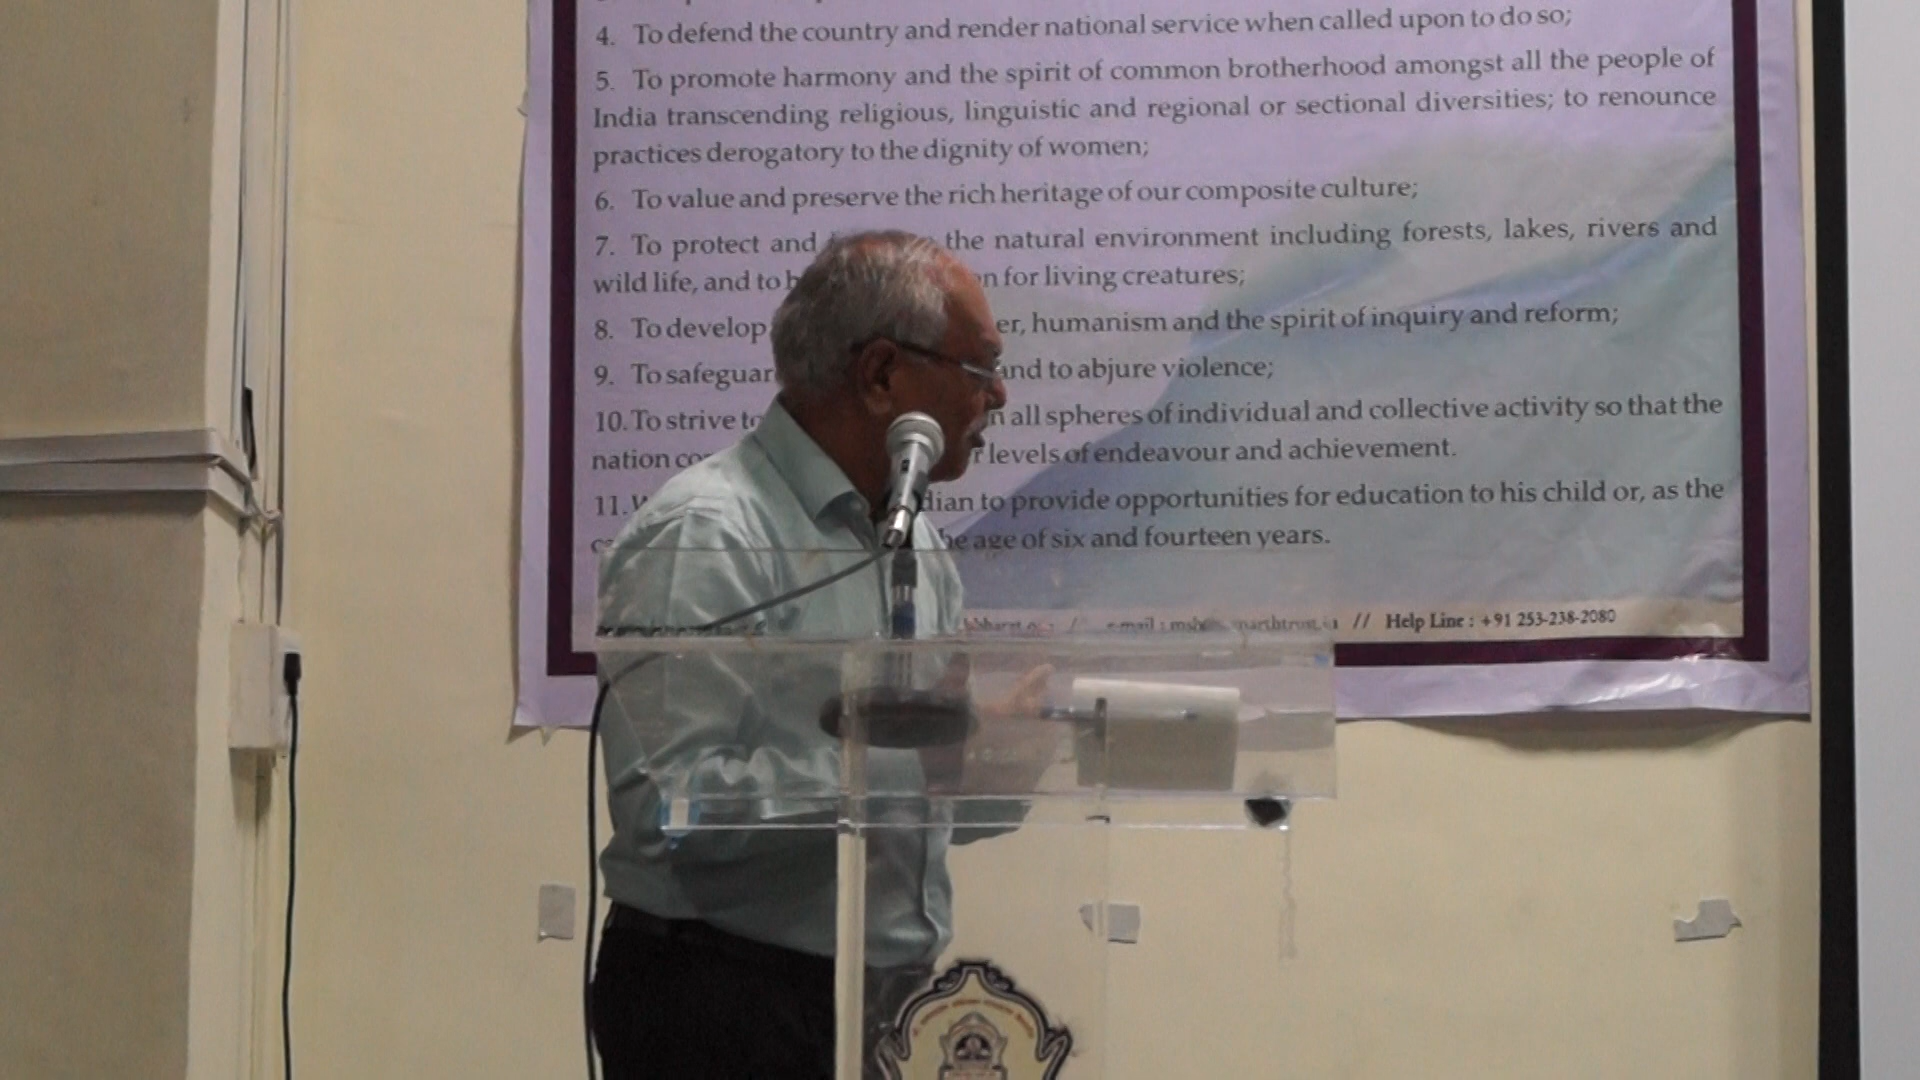 4. To defend the country and render national service when called upon to do so;
5. To promote harmony and the spirit of common brotherhood amongst all the people of
India transcending religious, linguistic and regional or sectional diversities; to renounce
practices derogatory to the dignity of women;
6. To value and preserve the rich heritage of our composite culture;
7. To protect and the natural environment including forests, lakes, rivers and
wild life, and to for living creatures;
8. To develop humanism and the spirit of inquiry and reform;
9. To safeguar and to abjure violence;
10. To strive all spheres of individual and collective activity so that the
nation levels of endeavour and achievement.
11. dian to provide opportunities for education to his child or, as the
age of six and fourteen years.
// Help Line : +91 253-238-2080